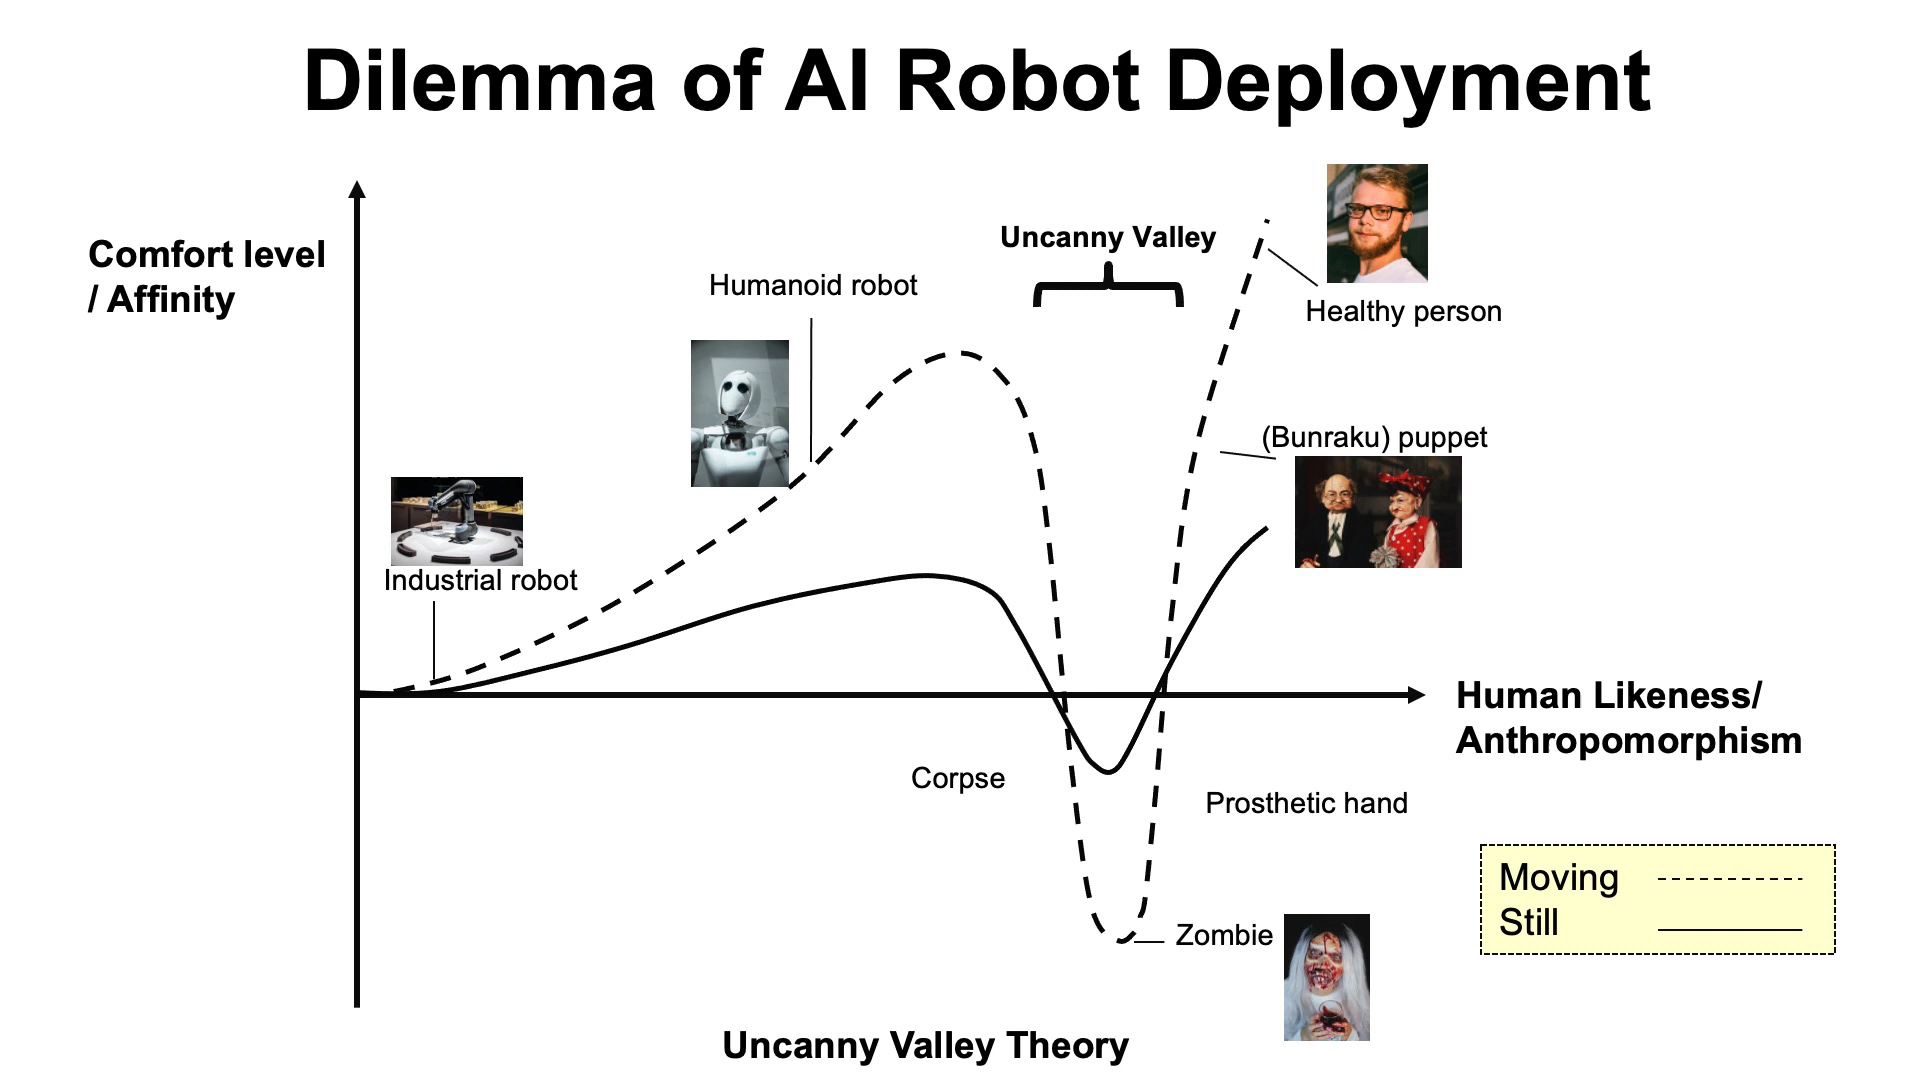 Dilemma of AI Robot Deployment
Comfort level
/ Affinity
Uncanny Valley
Humanoid robot
Healthy person
(Bunraku) puppet
Industrial robot
Human Likeness/
Anthropomorphism
Corpse
Prosthetic hand
Moving
Still
Zombie
Uncanny Valley Theory